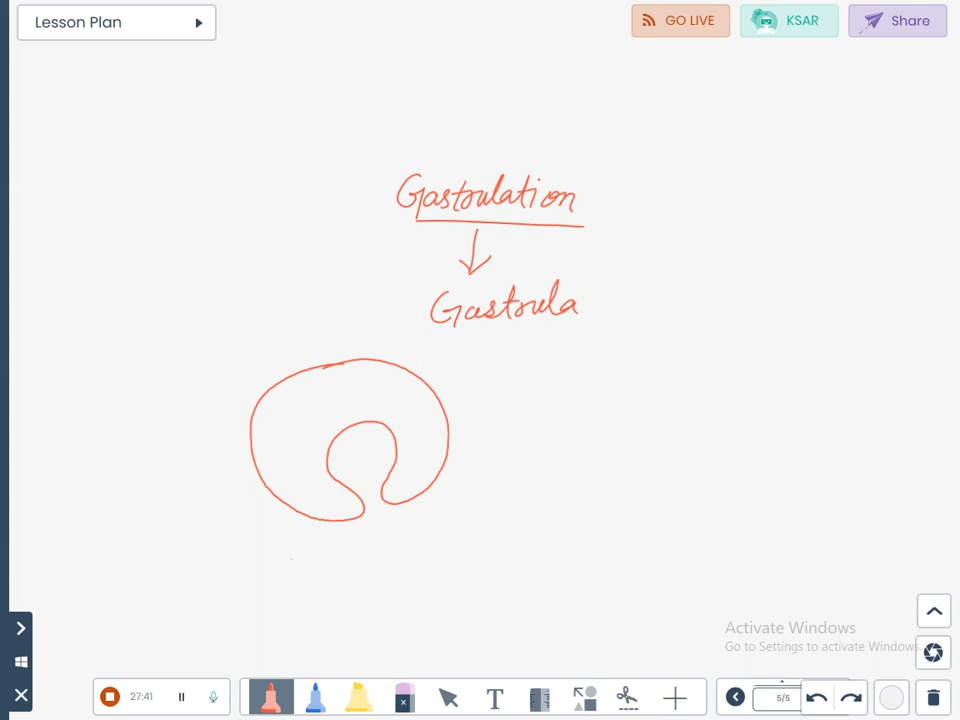 Lesson Plan
GO LIVE
KSAR
Share
Gastrulation
Gastrula
Activate Windows
Go to Settings to activate Windows.
27:41
T
5/5